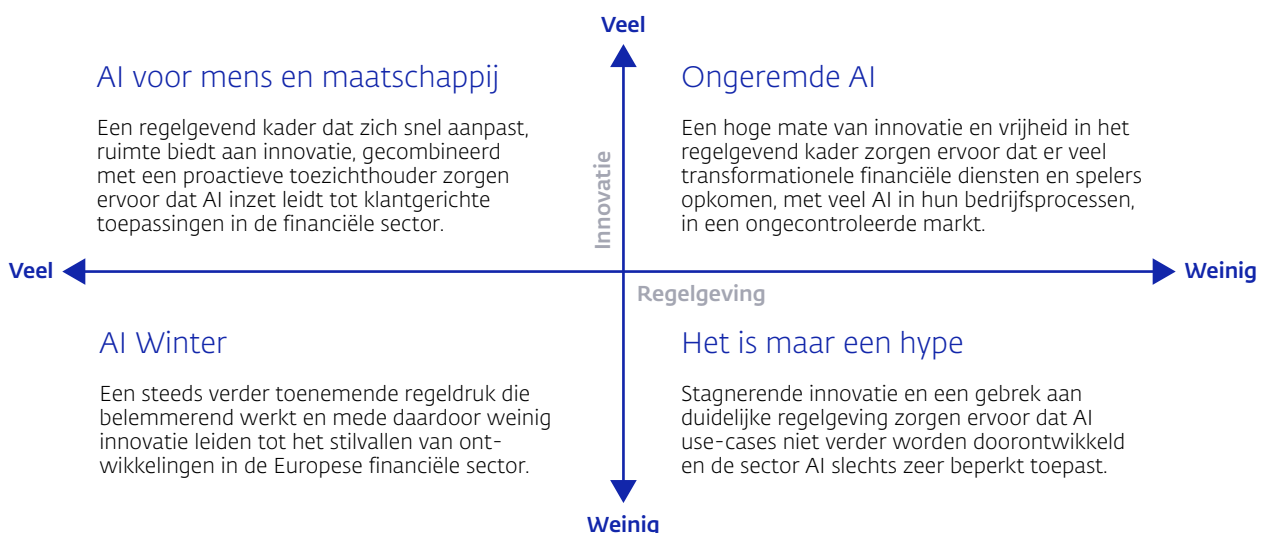 Veel
AI voor mens en maatschappij
Een regelgevend kader dat zich snel aanpast,
ruimte biedt aan innovatie, gecombineerd
met een proactieve toezichthouder zorgen
ervoor dat AI inzet leidt tot klantgerichte
toepassingen in de financiële sector.
Ongeremde AI
Een hoge mate van innovatie en vrijheid in het
regelgevend kader zorgen ervoor dat er veel
transformationele financiële diensten en spelers
opkomen, met veel AI in hun bedrijfsprocessen,
in een ongecontroleerde markt.
Innovatie
Veel
Weinig
Regelgeving
AI Winter
Een steeds verder toenemende regeldruk die
belemmerend werkt en mede daardoor weinig
innovatie leiden tot het stilvallen van ont-
wikkelingen in de Europese financiële sector.
Het is maar een hype
Stagnerende innovatie en een gebrek aan
duidelijke regelgeving zorgen ervoor dat AI
use-cases niet verder worden doorontwikkeld
en de sector AI slechts zeer beperkt toepast.
Weinig